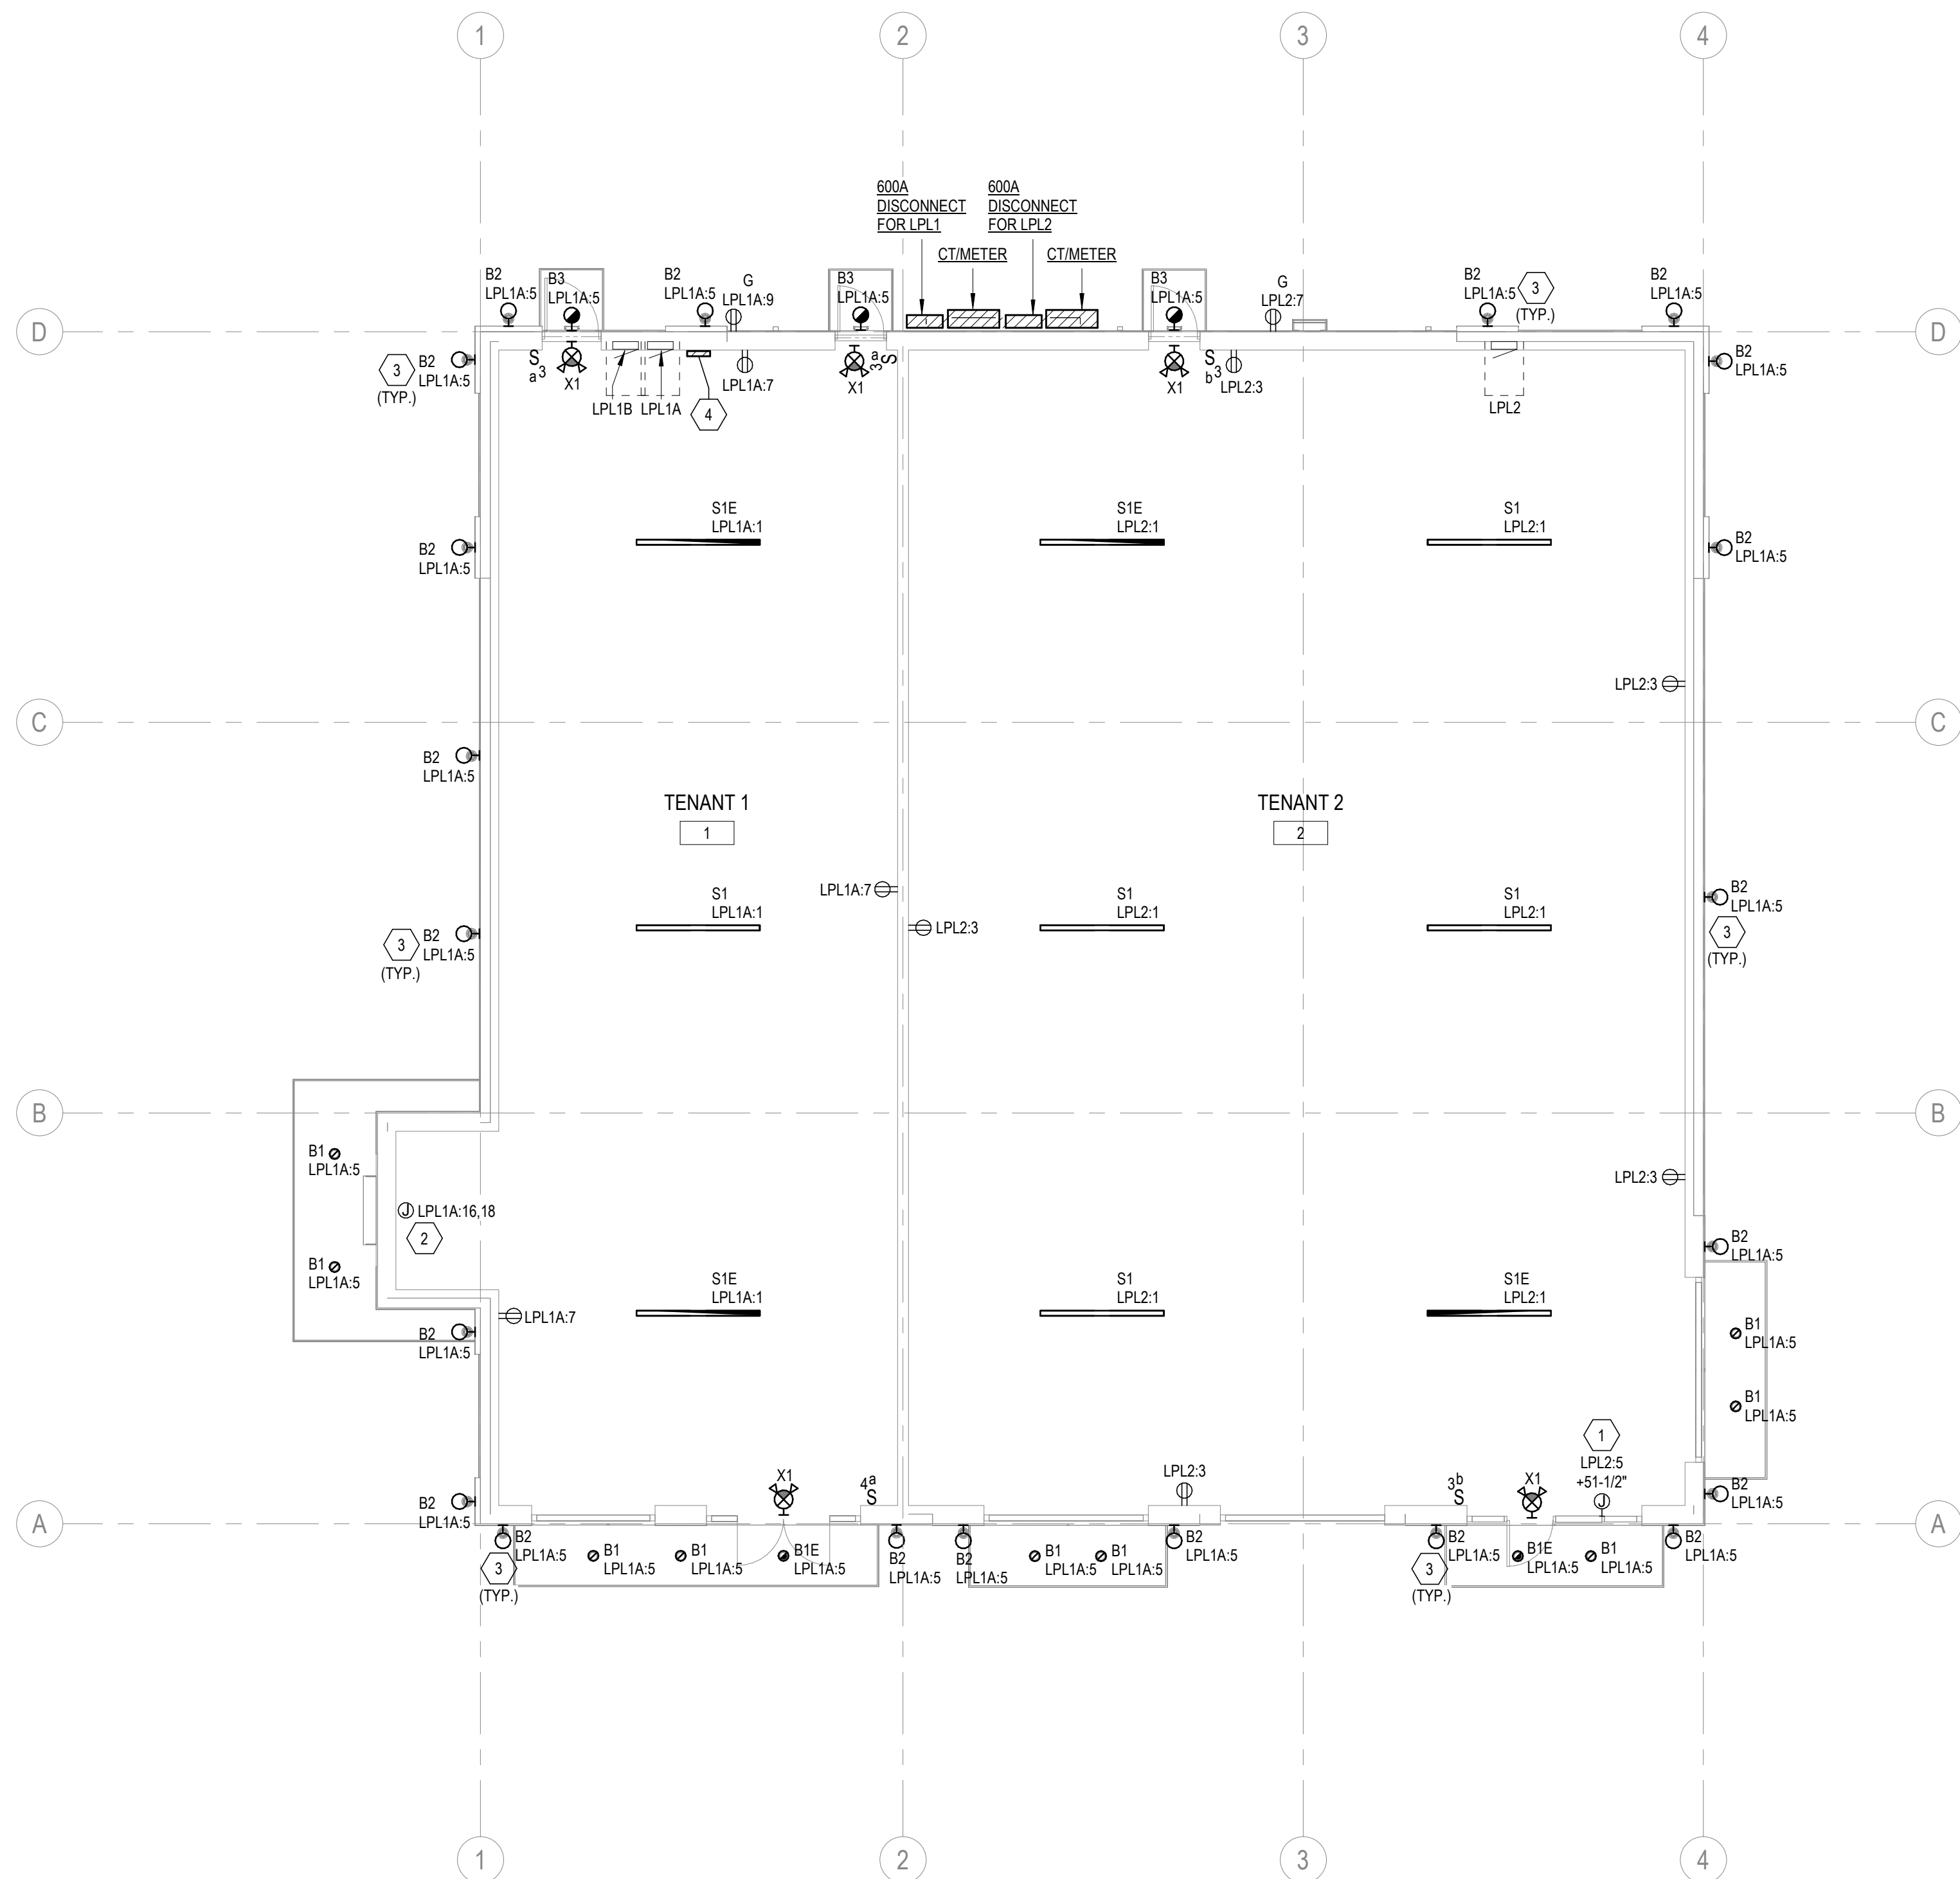 1
2
3
4
600A
DISCONNECT
FOR LPL1
600A
DISCONNECT
FOR LPL2
CT/METER
CT/METER
D
D
B2
LPL1A:5
B3
LPL1A:5
B2
LPL1A:5
G
LPL1A:9
B3
LPL1A:5
B3
LPL1A:5
G
LPL2:7
B2
LPL1A:5
3
(TYP.)
B2
LPL1A:5
3
(TYP.)
B2
LPL1A:5
S
a3
X1
LPL1B
LPL1A
4
LPL1A:7
X1
3a
S
X1
S
b3
LPL2:3
LPL2
B2
LPL1A:5
B2
LPL1A:5
S1E
LPL1A:1
S1E
LPL2:1
S1
LPL2:1
B2
LPL1A:5
LPL2:3
C
C
B2
LPL1A:5
TENANT 1
1
TENANT 2
2
LPL1A:7
LPL2:3
3
(TYP.)
B2
LPL1A:5
S1
LPL1A:1
S1
LPL2:1
S1
LPL2:1
B2
LPL1A:5
3
(TYP.)
B
B
B1
LPL1A:5
J LPL1A:16,18
2
B1
LPL1A:5
LPL2:3
B2
LPL1A:5
B2
LPL1A:5
LPL1A:7
S1E
LPL1A:1
S1
LPL2:1
S1E
LPL2:1
B1
LPL1A:5
B1
LPL1A:5
1
LPL2:5
+51-1/2"
J
X1
4a
S
LPL2:3
3b
S
X1
B2
LPL1A:5
B2
LPL1A:5
A
A
B2
LPL1A:5
3
(TYP.)
B1
LPL1A:5
B1
LPL1A:5
B1E
LPL1A:5
B2
LPL1A:5
B2
LPL1A:5
B1
LPL1A:5
B1
LPL1A:5
B2
LPL1A:5
B2
LPL1A:5
3
(TYP.)
B1E
LPL1A:5
B1
LPL1A:5
B2
LPL1A:5
1
2
3
4